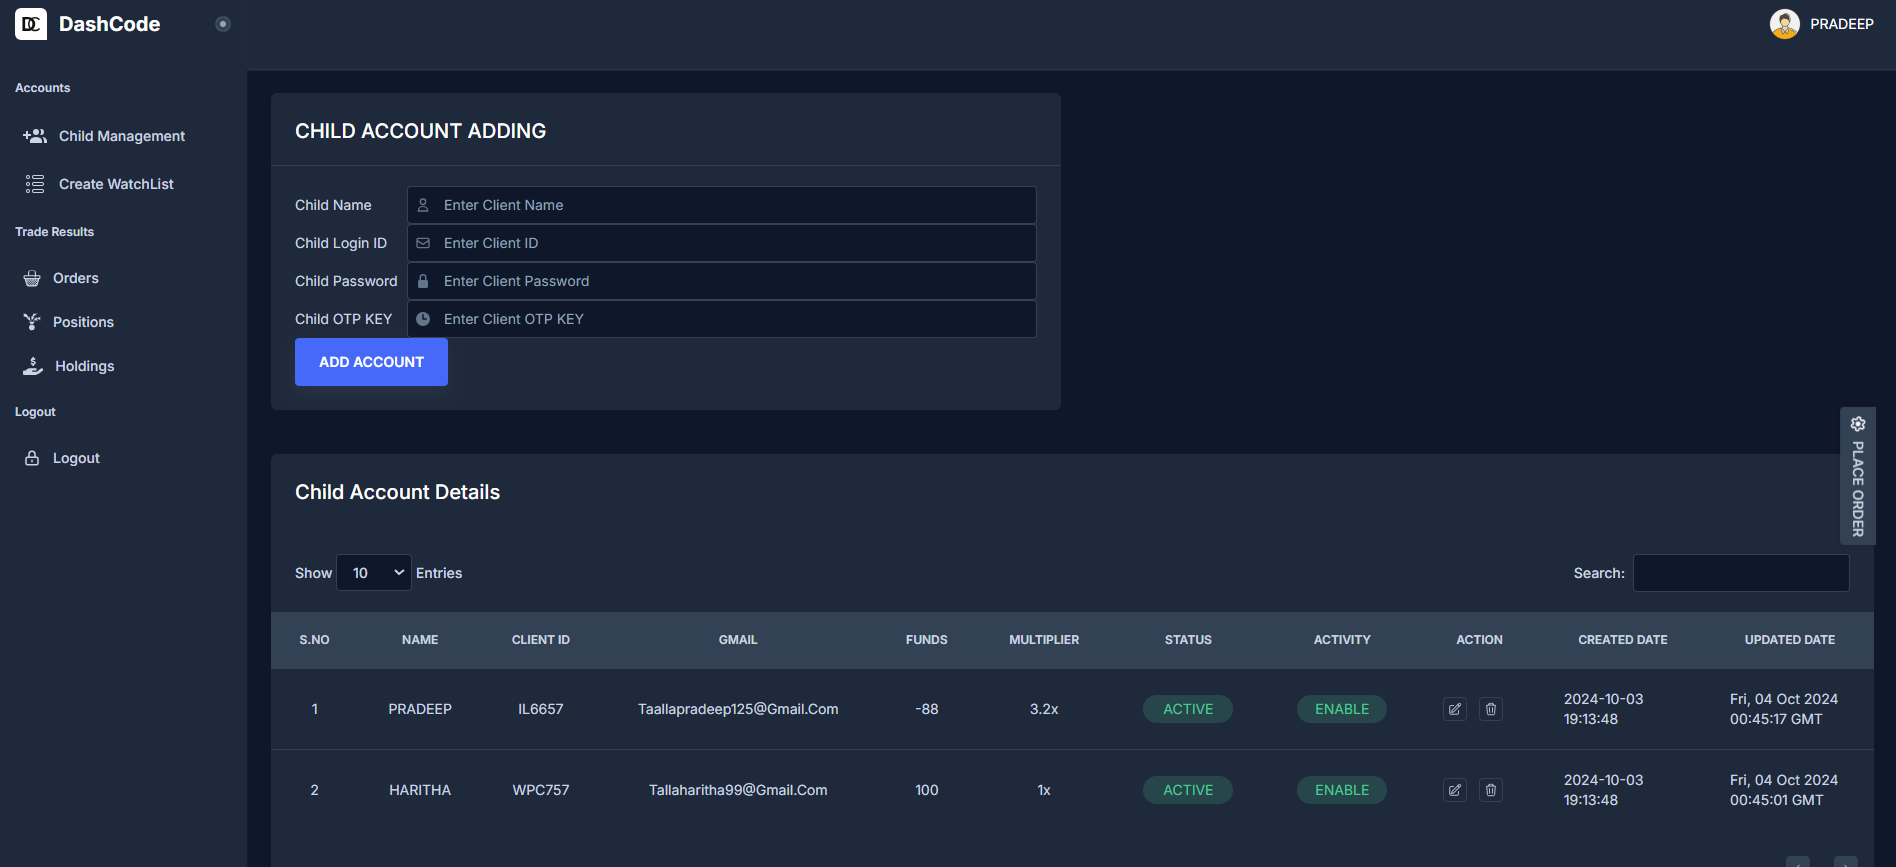 DC DashCode
PRADEEP
Accounts
Child Management
Create WatchList
Trade Results
Orders
Positions
Holdings
Logout
Logout
CHILD ACCOUNT ADDING
Child Name Enter Client Name
Child Login ID Enter Client ID
Child Password Enter Client Password
Child OTP KEY Enter Client OTP KEY
ADD ACCOUNT
PLACE ORDER
Child Account Details
Show 10 Entries Search:
S.NO NAME CLIENT ID GMAIL FUNDS MULTIPLIER STATUS ACTIVITY ACTION CREATED DATE UPDATED DATE
1 PRADEEP IL6657 Taallapradeep125@Gmail.Com -88 3.2x ACTIVE ENABLE 2024-10-03 Fri, 04 Oct 2024
19:13:48 00:45:17 GMT
2 HARITHA WPC757 Tallaharitha99@Gmail.Com 100 1x ACTIVE ENABLE 2024-10-03 Fri, 04 Oct 2024
19:13:48 00:45:01 GMT